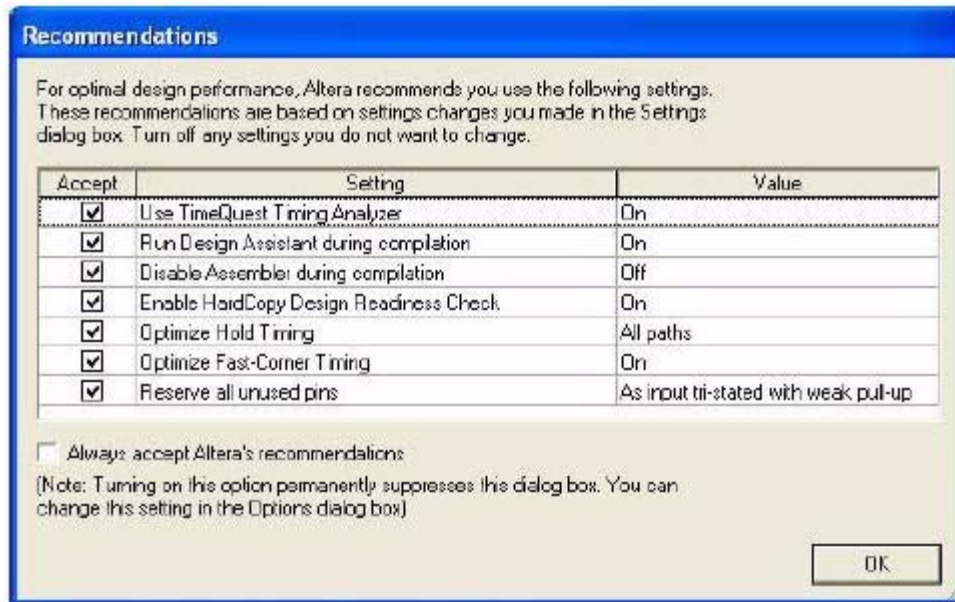 Recommendations
For optimal design performance, Altera recommends you use the following settings.
These recommendations are based on settings changes you made in the Settings
dialog box. Turn off any settings you do not want to change.
Accept Setting Value
Use TimeQuest Timing Analyzer On
Run Design Assistant during compilation On
Disable Assembler during compilation Off
Enable HardCopy Design Readiness Check On
Optimize Hold Timing All paths
Optimize Fast-Corner Timing On
Reserve all unused pins As input tri-stated with weak pull-up
Always accept Altera's recommendations
(Note: Turning on this option permanently suppresses this dialog box. You can
change this setting in the Options dialog box)
OK